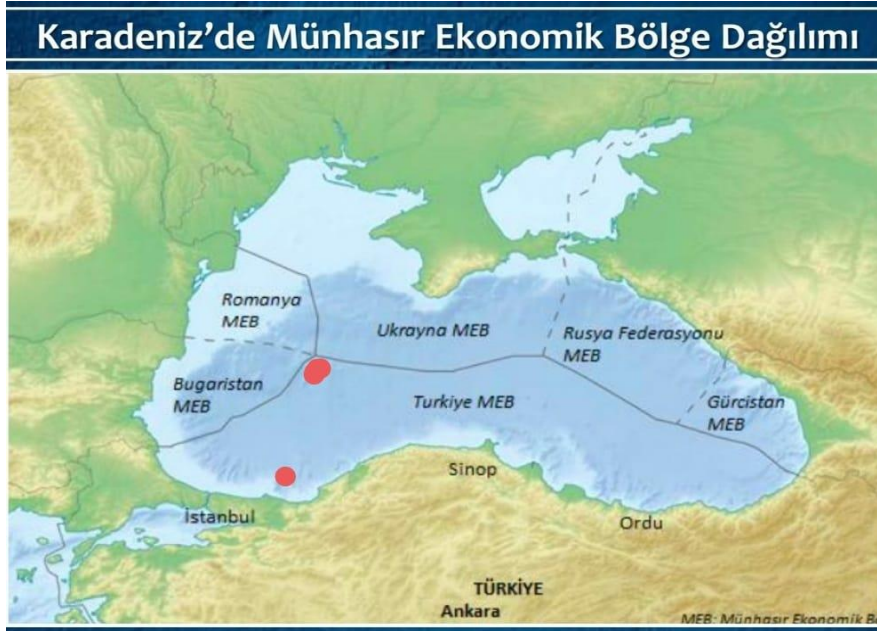 Karadeniz'de Münhasır Ekonomik Bölge Dağılımı
Romanya
MEB
Ukrayna MEB
Rusya Federasyonu
MEB
Bugaristan
MEB
Turkiye MEB
Gürcistan
MEB
Sinop
İstanbul
Ordu
TÜRKİYE
Ankara
MEB: Münhasır Ekonomik B